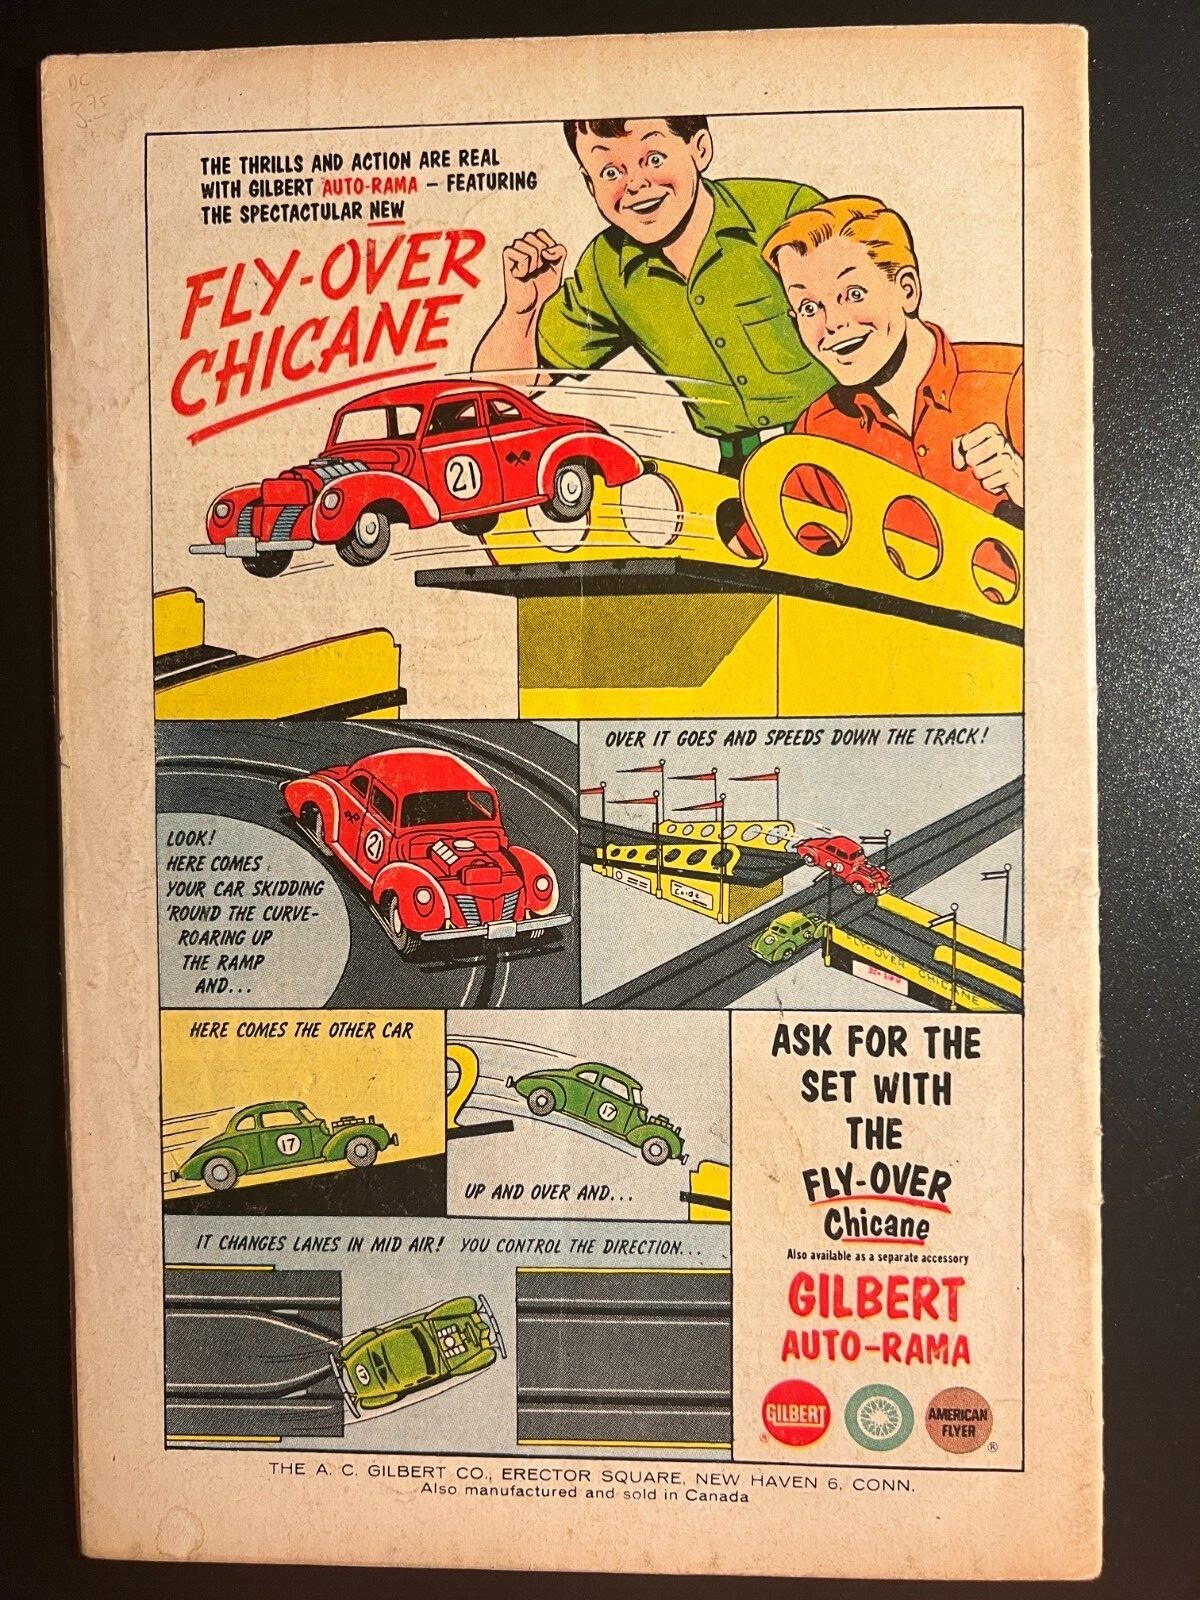 DC
3.75
THE THRILLS AND ACTION ARE REAL
WITH GILBERT AUTO-RAMA – FEATURING
THE SPECTACTULAR NEW
FLY-OVER
CHICANE
21
OVER IT GOES AND SPEEDS DOWN THE TRACK!
LOOK!
HERE COMES
YOUR CAR SKIDDING
'ROUND THE CURVE-
ROARING UP
THE RAMP
AND...
21
FLY-OVER CHICANE
HERE COMES THE OTHER CAR
17
17
UP AND OVER AND...
IT CHANGES LANES IN MID AIR! YOU CONTROL THE DIRECTION...
17
ASK FOR THE
SET WITH
THE
FLY-OVER
Chicane
Also available as a separate accessory
GILBERT
AUTO-RAMA
GILBERT
®
AMERICAN
FLYER
®
THE A. C. GILBERT CO., ERECTOR SQUARE, NEW HAVEN 6, CONN.
Also manufactured and sold in Canada